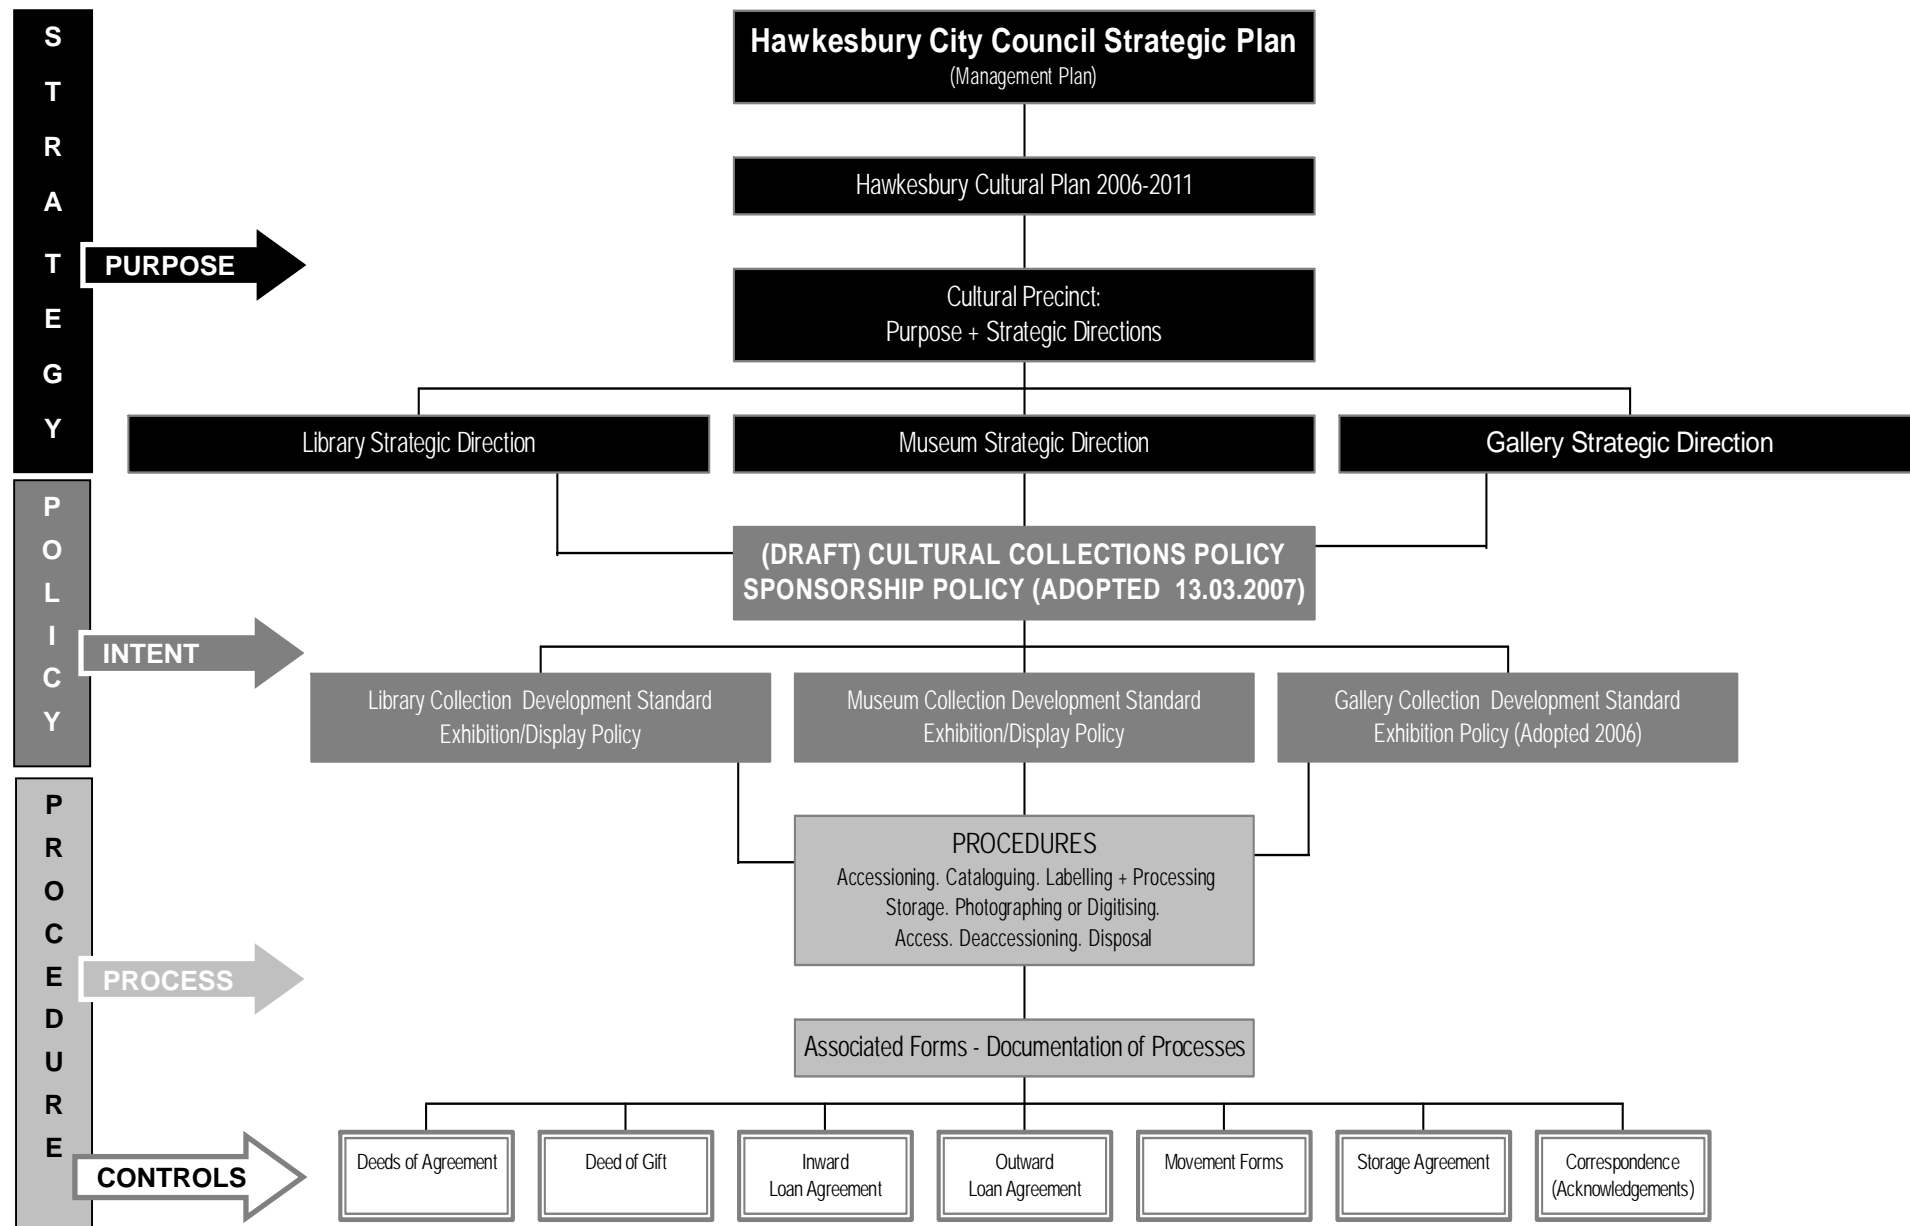 STRATEGY
PURPOSE
Hawkesbury City Council Strategic Plan
(Management Plan)
Hawkesbury Cultural Plan 2006-2011
Cultural Precinct:
Purpose + Strategic Directions
Library Strategic Direction
Museum Strategic Direction
Gallery Strategic Direction
POLICY
INTENT
(DRAFT) CULTURAL COLLECTIONS POLICY
SPONSORSHIP POLICY (ADOPTED 13.03.2007)
Library Collection Development Standard
Exhibition/Display Policy
Museum Collection Development Standard
Exhibition/Display Policy
Gallery Collection Development Standard
Exhibition Policy (Adopted 2006)
PROCEDURE
PROCESS
PROCEDURES
Accessioning. Cataloguing. Labelling + Processing
Storage. Photographing or Digitising.
Access. Deaccessioning. Disposal
Associated Forms - Documentation of Processes
CONTROLS
Deeds of Agreement
Deed of Gift
Inward
Loan Agreement
Outward
Loan Agreement
Movement Forms
Storage Agreement
Correspondence
(Acknowledgements)